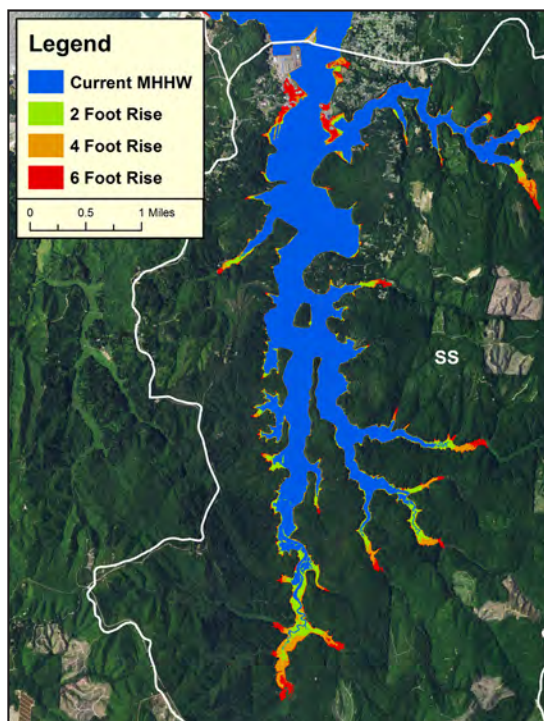 Legend
Current MHHW
2 Foot Rise
4 Foot Rise
6 Foot Rise
0 0.5 1 Miles
SS